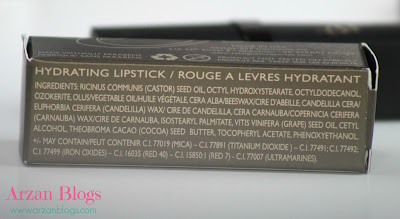 HYDRATING LIPSTICK / ROUGE A LEVRES HYDRATANT
INGREDIENTS: RICINUS COMMUNIS (CASTOR) SEED OIL, OCTYL HYDROXYSTEARATE, OCTYLDODECANOL,
OZOKERITE, OLUS/VEGETABLE OIL/HUILE VÉGÉTALE, CERA ALBA/BEESWAX/CIRE D'ABEILLE, CANDELILLA CERA/
EUPHORBIA CERIFERA (CANDELILLA) WAX/ CIRE DE CANDELILLA, CERA CARNAUBA/COPERNICIA CERIFERA
(CARNAUBA) WAX/CIRE DE CARNAUBA, ISOSTEARYL PALMITATE, VITIS VINIFERA (GRAPE) SEED OIL, CETYL
ALCOHOL, THEOBROMA CACAO (COCOA) SEED BUTTER, TOCOPHERYL ACETATE, PHENOXYETHANOL.
+/- MAY CONTAIN/PEUT CONTENIR C.I. 77019 (MICA) – C.I. 77891 (TITANIUM DIOXIDE) – C.I. 77491; C.I. 77492;
C.I. 77499 (IRON OXIDES) – C.I. 16035 (RED 40) – C.I. 15850:1 (RED 7) – C.I. 77007 (ULTRAMARINES).
Arzan Blogs
www.arzanblogs.com